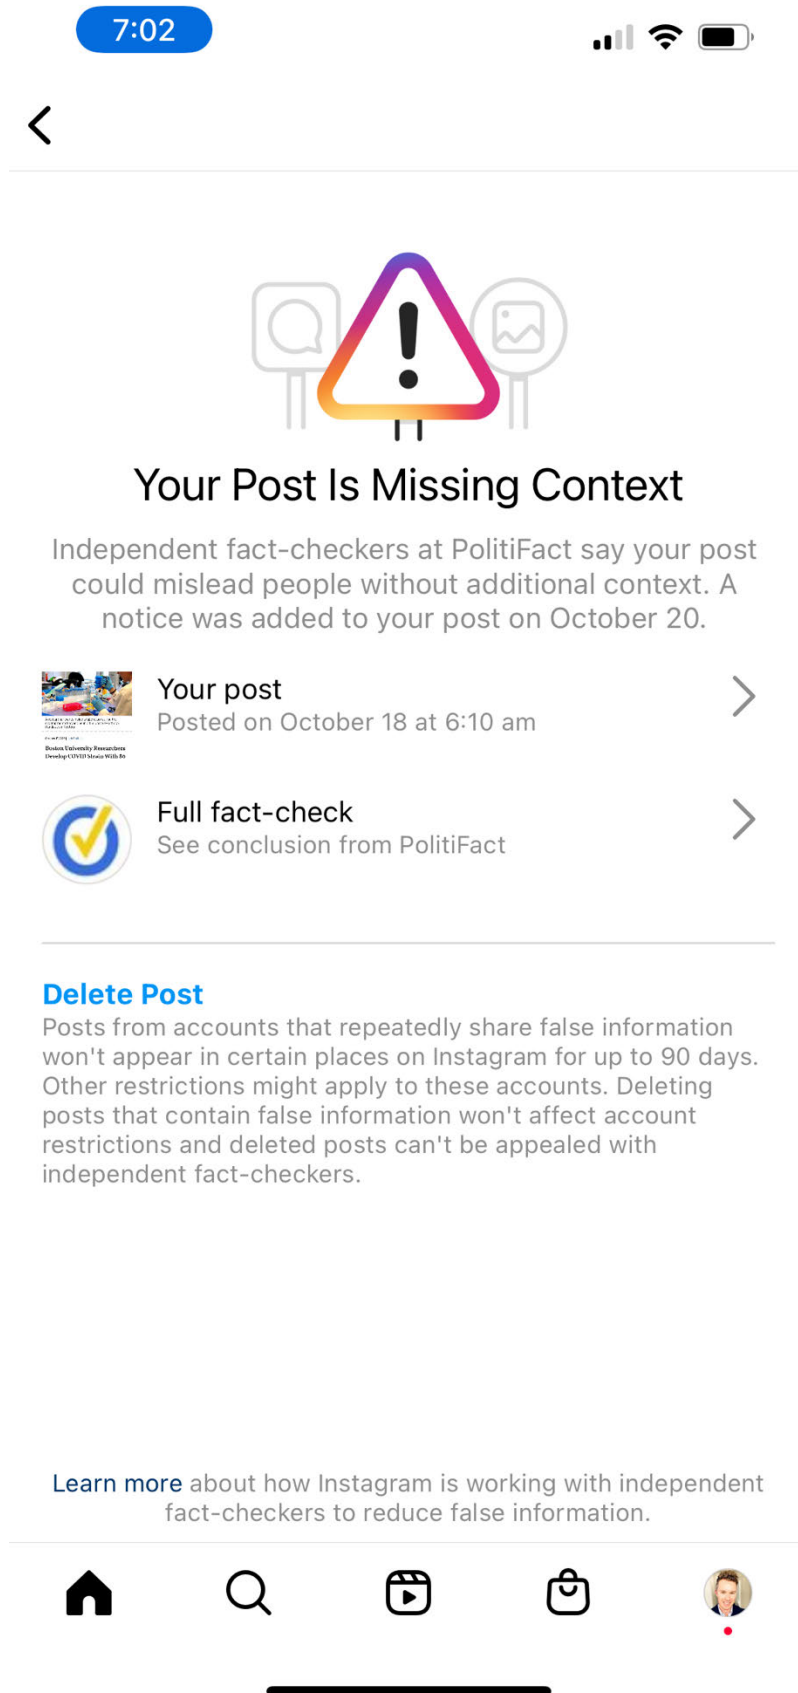 7:02
Your Post Is Missing Context
Independent fact-checkers at PolitiFact say your post
could mislead people without additional context. A
notice was added to your post on October 20.
Your post
Posted on October 18 at 6:10 am
Boston University Researchers
Develop COVID Strain With 80
Full fact-check
See conclusion from PolitiFact
Delete Post
Posts from accounts that repeatedly share false information
won't appear in certain places on Instagram for up to 90 days.
Other restrictions might apply to these accounts. Deleting
posts that contain false information won't affect account
restrictions and deleted posts can't be appealed with
independent fact-checkers.
Learn more about how Instagram is working with independent
fact-checkers to reduce false information.